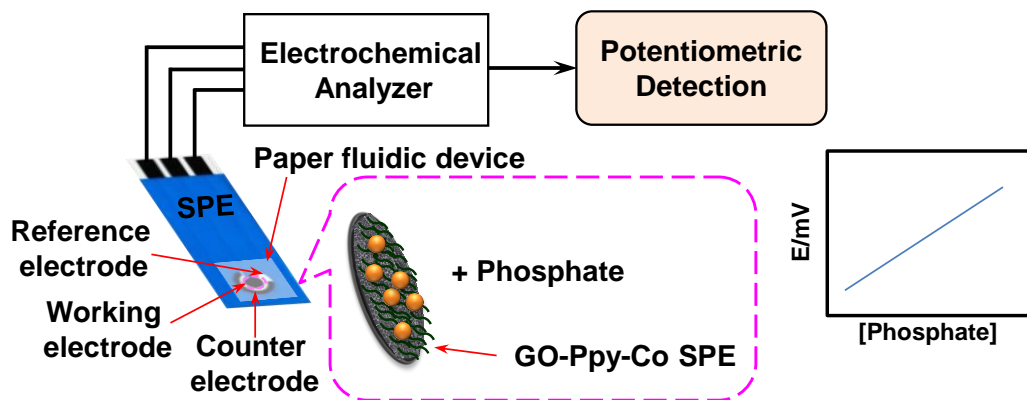 Electrochemical
Analyzer
Potentiometric
Detection
Paper fluidic device
SPE
Reference
electrode
Working
electrode
Counter
electrode
+ Phosphate
GO-Ppy-Co SPE
E/mV
[Phosphate]